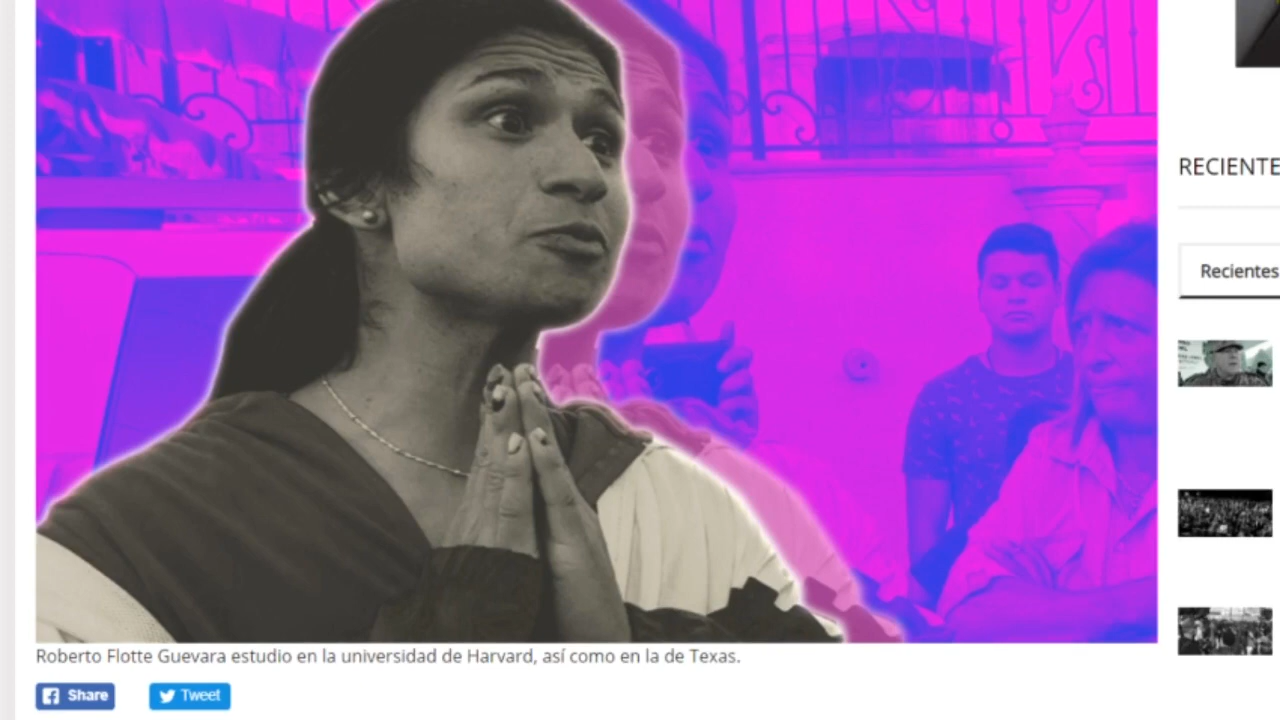 RECIENTE
Recientes
Roberto Flotte Guevara estudio en la universidad de Harvard, así como en la de Texas.
Share
Tweet